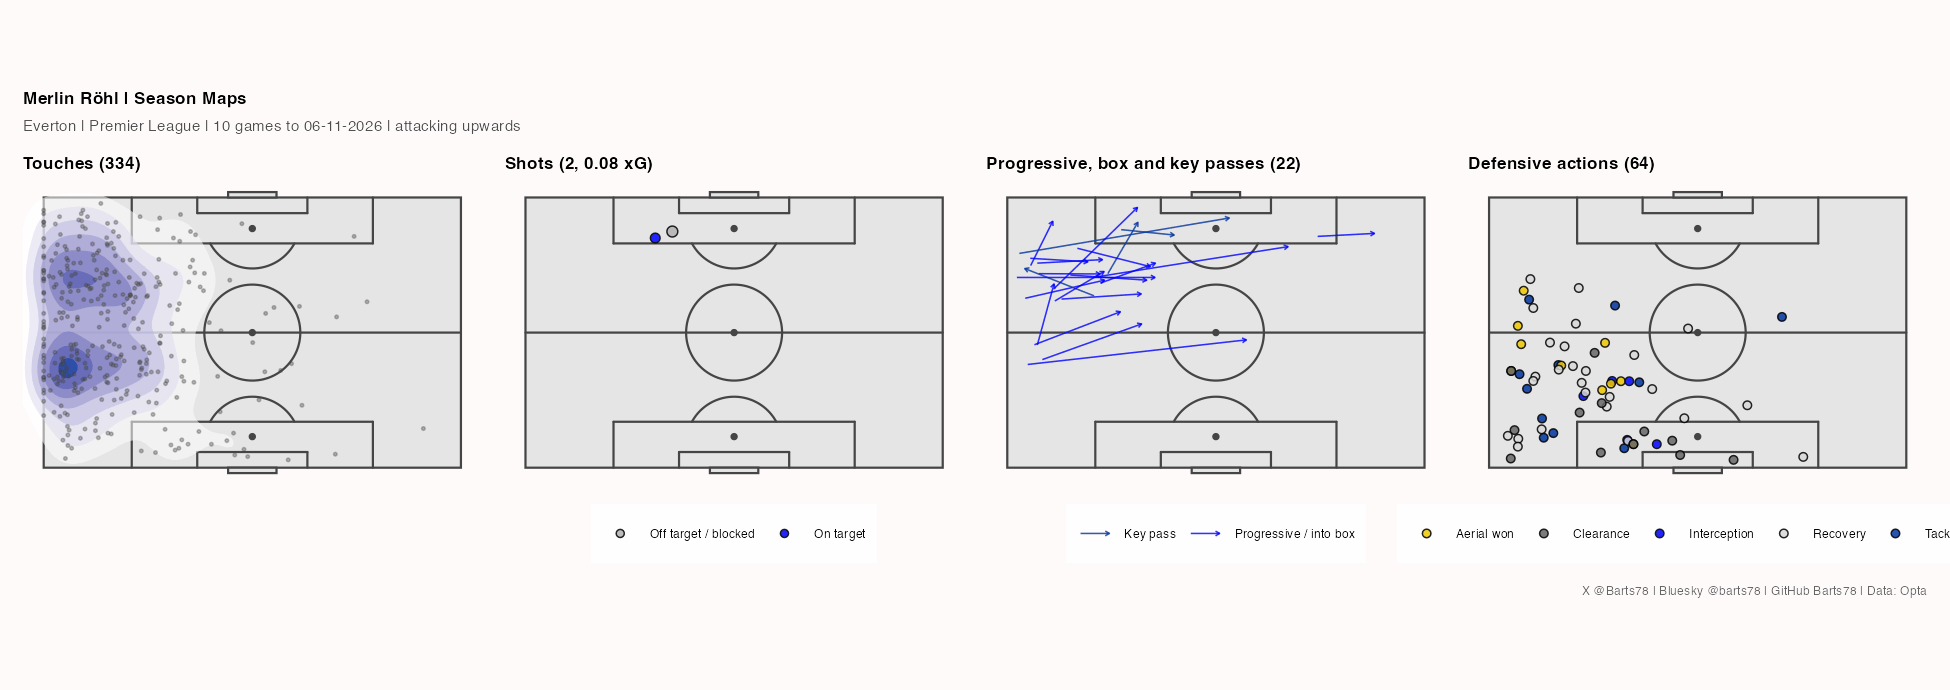 Merlin Röhl | Season Maps
Everton | Premier League | 10 games to 06-11-2026 | attacking upwards
Touches (334)
Shots (2, 0.08 xG)
Progressive, box and key passes (22)
Defensive actions (64)
Off target / blocked
On target
Key pass
Progressive / into box
Aerial won
Clearance
Interception
Recovery
Tack
X @Barts78 | Bluesky @barts78 | GitHub Barts78 | Data: Opta